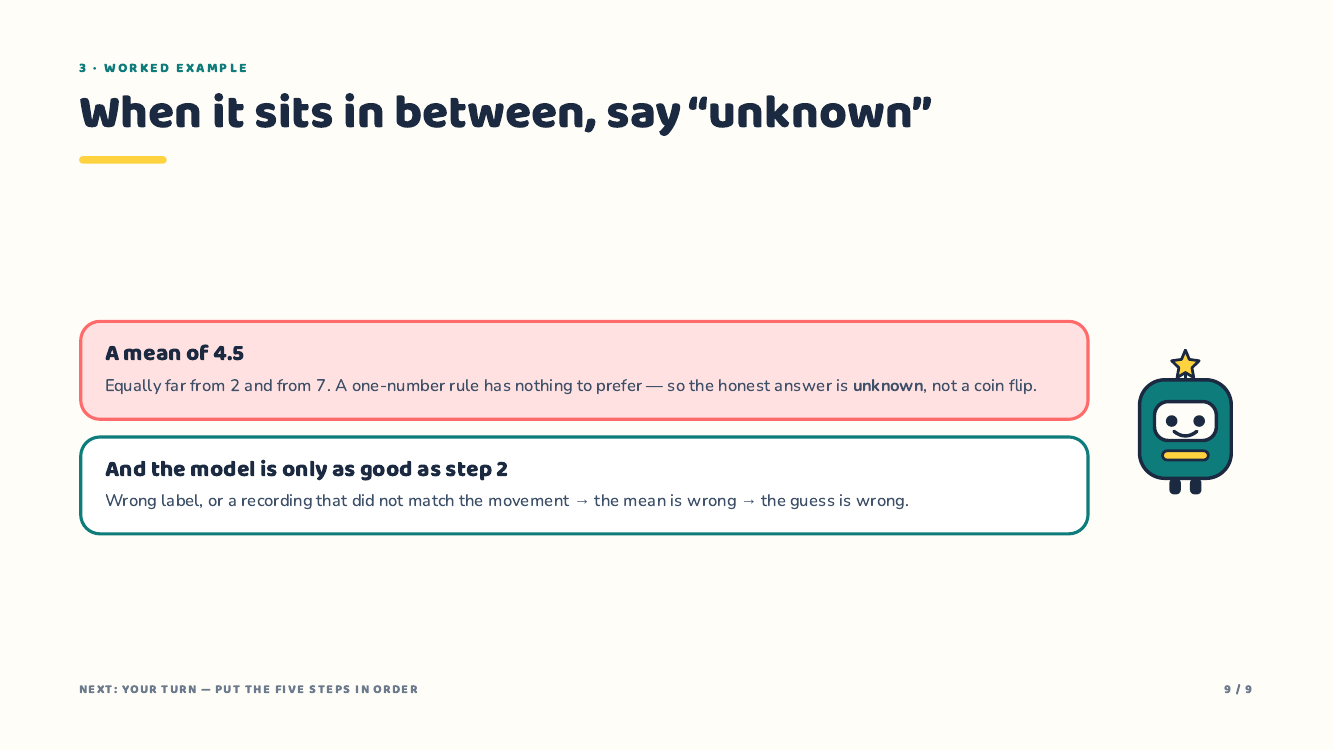 3 · WORKED EXAMPLE
When it sits in between, say “unknown”
A mean of 4.5
Equally far from 2 and from 7. A one-number rule has nothing to prefer — so the honest answer is unknown, not a coin flip.
And the model is only as good as step 2
Wrong label, or a recording that did not match the movement → the mean is wrong → the guess is wrong.
NEXT: YOUR TURN — PUT THE FIVE STEPS IN ORDER
9 / 9